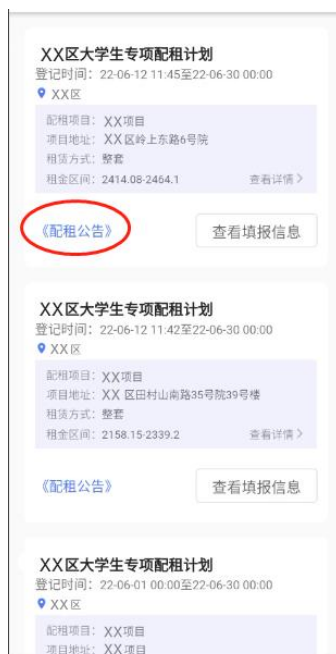 XX区大学生专项配租计划
登记时间：22-06-12 11:45至22-06-30 00:00
XX区
配租项目：XX项目
项目地址：XX区岭上东路6号院
租赁方式：整套
租金区间：2414.08-2464.1 查看详情 >
《配租公告》 查看填报信息
XX区大学生专项配租计划
登记时间：22-06-12 11:42至22-06-30 00:00
XX区
配租项目：XX项目
项目地址：XX 区田村山南路35号院39号楼
租赁方式：整套
租金区间：2158.15-2339.2 查看详情 >
《配租公告》 查看填报信息
XX区大学生专项配租计划
登记时间：22-06-01 00:00至22-06-30 00:00
XX区
配租项目：XX项目
项目地址：XX 项目